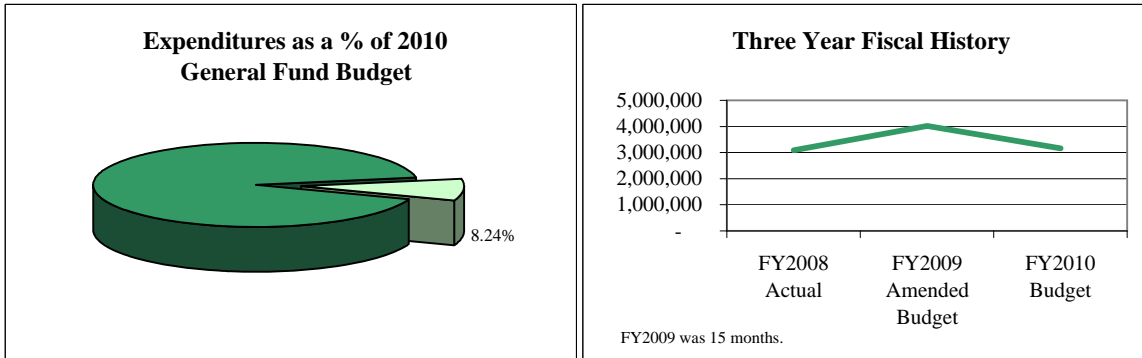 Expenditures as a % of 2010
General Fund Budget
8.24%
Three Year Fiscal History
5,000,000
4,000,000
3,000,000
2,000,000
1,000,000
-
FY2008
Actual
FY2009
Amended
Budget
FY2010
Budget
FY2009 was 15 months.